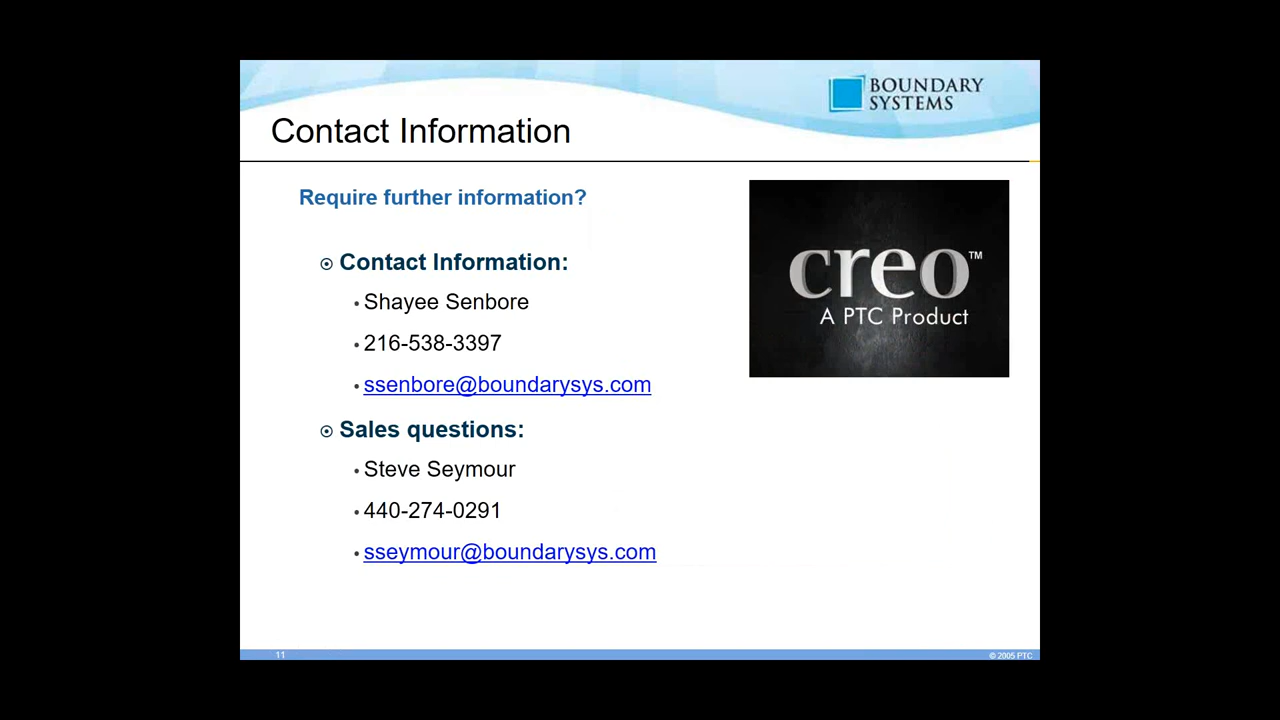 BOUNDARY
SYSTEMS
Contact Information
Require further information?
Contact Information:
Shayee Senbore
216-538-3397
ssenbore@boundarysys.com
Sales questions:
Steve Seymour
440-274-0291
sseymour@boundarysys.com
creo™
A PTC Product
11
© 2005 PTC